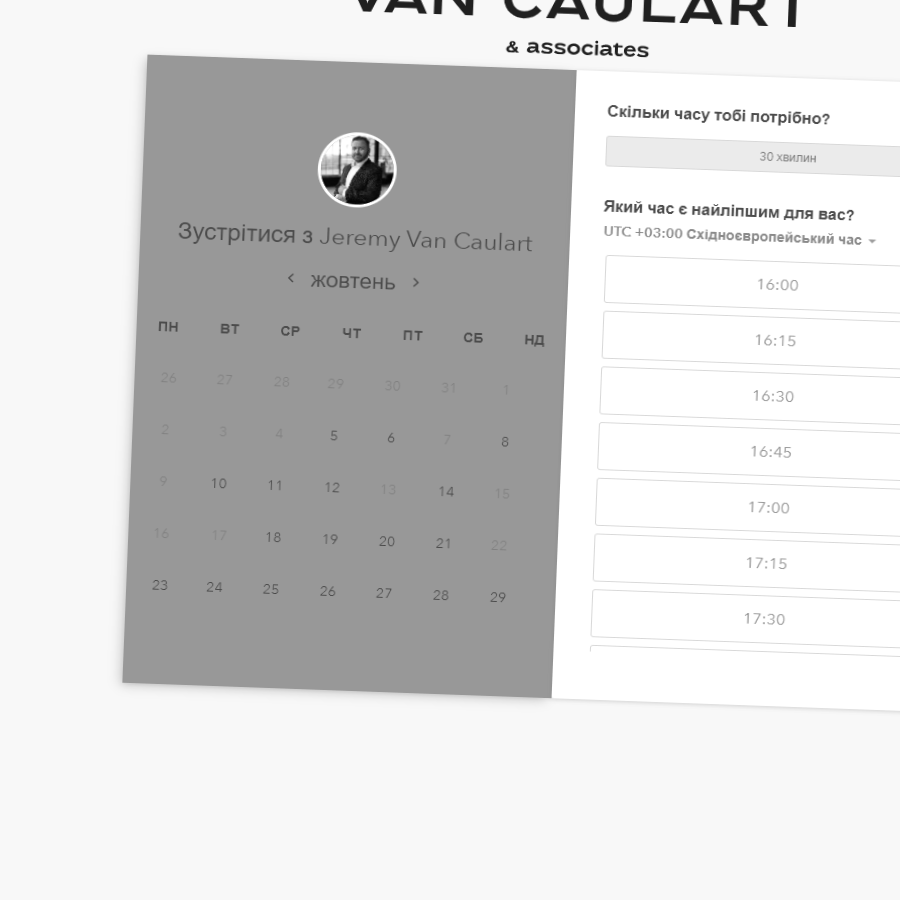 VAN CAULART
& associates
Зустрітися з Jeremy Van Caulart
жовтень
ПН ВТ СР ЧТ ПТ СБ НД
26 27 28 29 30 31 1
2 3 4 5 6 7 8
9 10 11 12 13 14 15
16 17 18 19 20 21 22
23 24 25 26 27 28 29
Скільки часу тобі потрібно?
30 хвилин
Який час є найліпшим для вас?
UTC +03:00 Східноєвропейський час
16:00
16:15
16:30
16:45
17:00
17:15
17:30